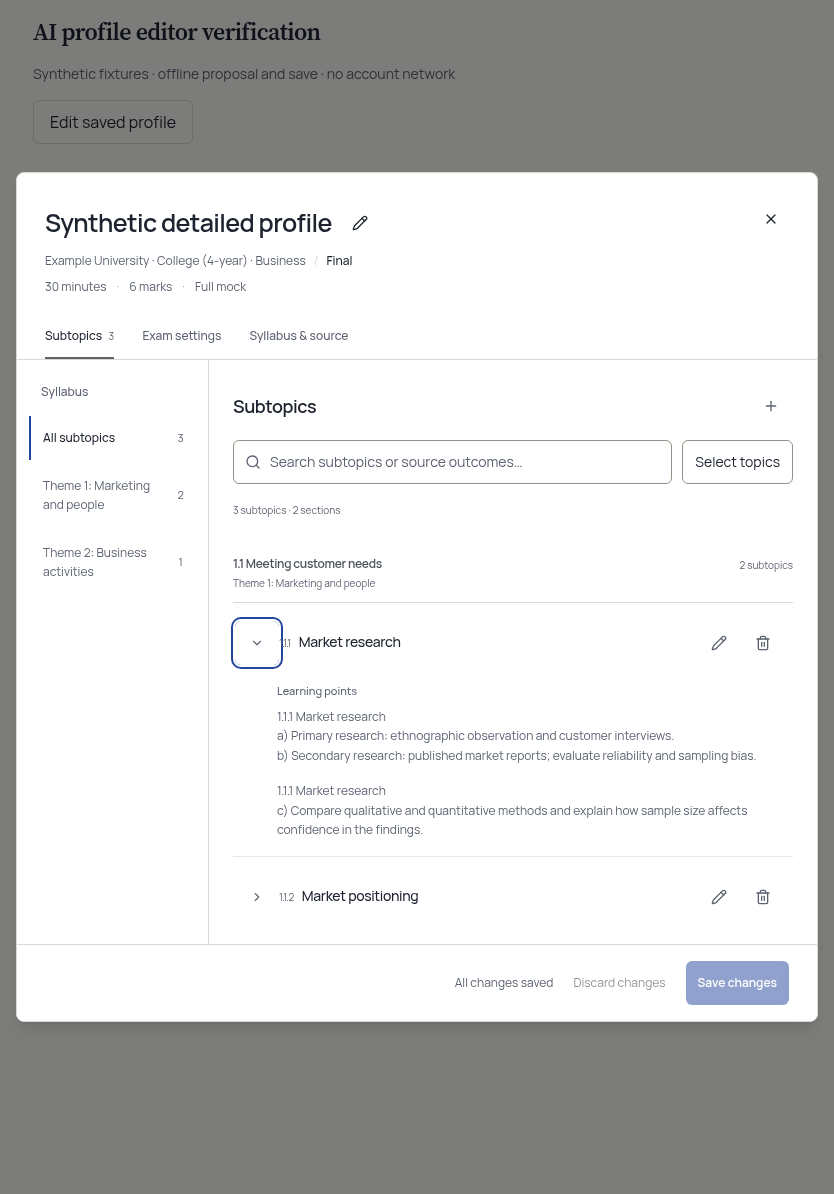 AI profile editor verification
Synthetic fixtures · offline proposal and save · no account network
Edit saved profile
Synthetic detailed profile
Example University · College (4-year) · Business / Final
30 minutes · 6 marks · Full mock
Subtopics 3
Exam settings
Syllabus & source
Syllabus
All subtopics 3
Theme 1: Marketing
and people
2
Theme 2: Business
activities
1
Subtopics
Search subtopics or source outcomes...
Select topics
3 subtopics · 2 sections
1.1 Meeting customer needs
2 subtopics
Theme 1: Marketing and people
1.1.1 Market research
Learning points
1.1.1 Market research
a) Primary research: ethnographic observation and customer interviews.
b) Secondary research: published market reports; evaluate reliability and sampling bias.
1.1.1 Market research
c) Compare qualitative and quantitative methods and explain how sample size affects
confidence in the findings.
1.1.2 Market positioning
All changes saved
Discard changes
Save changes